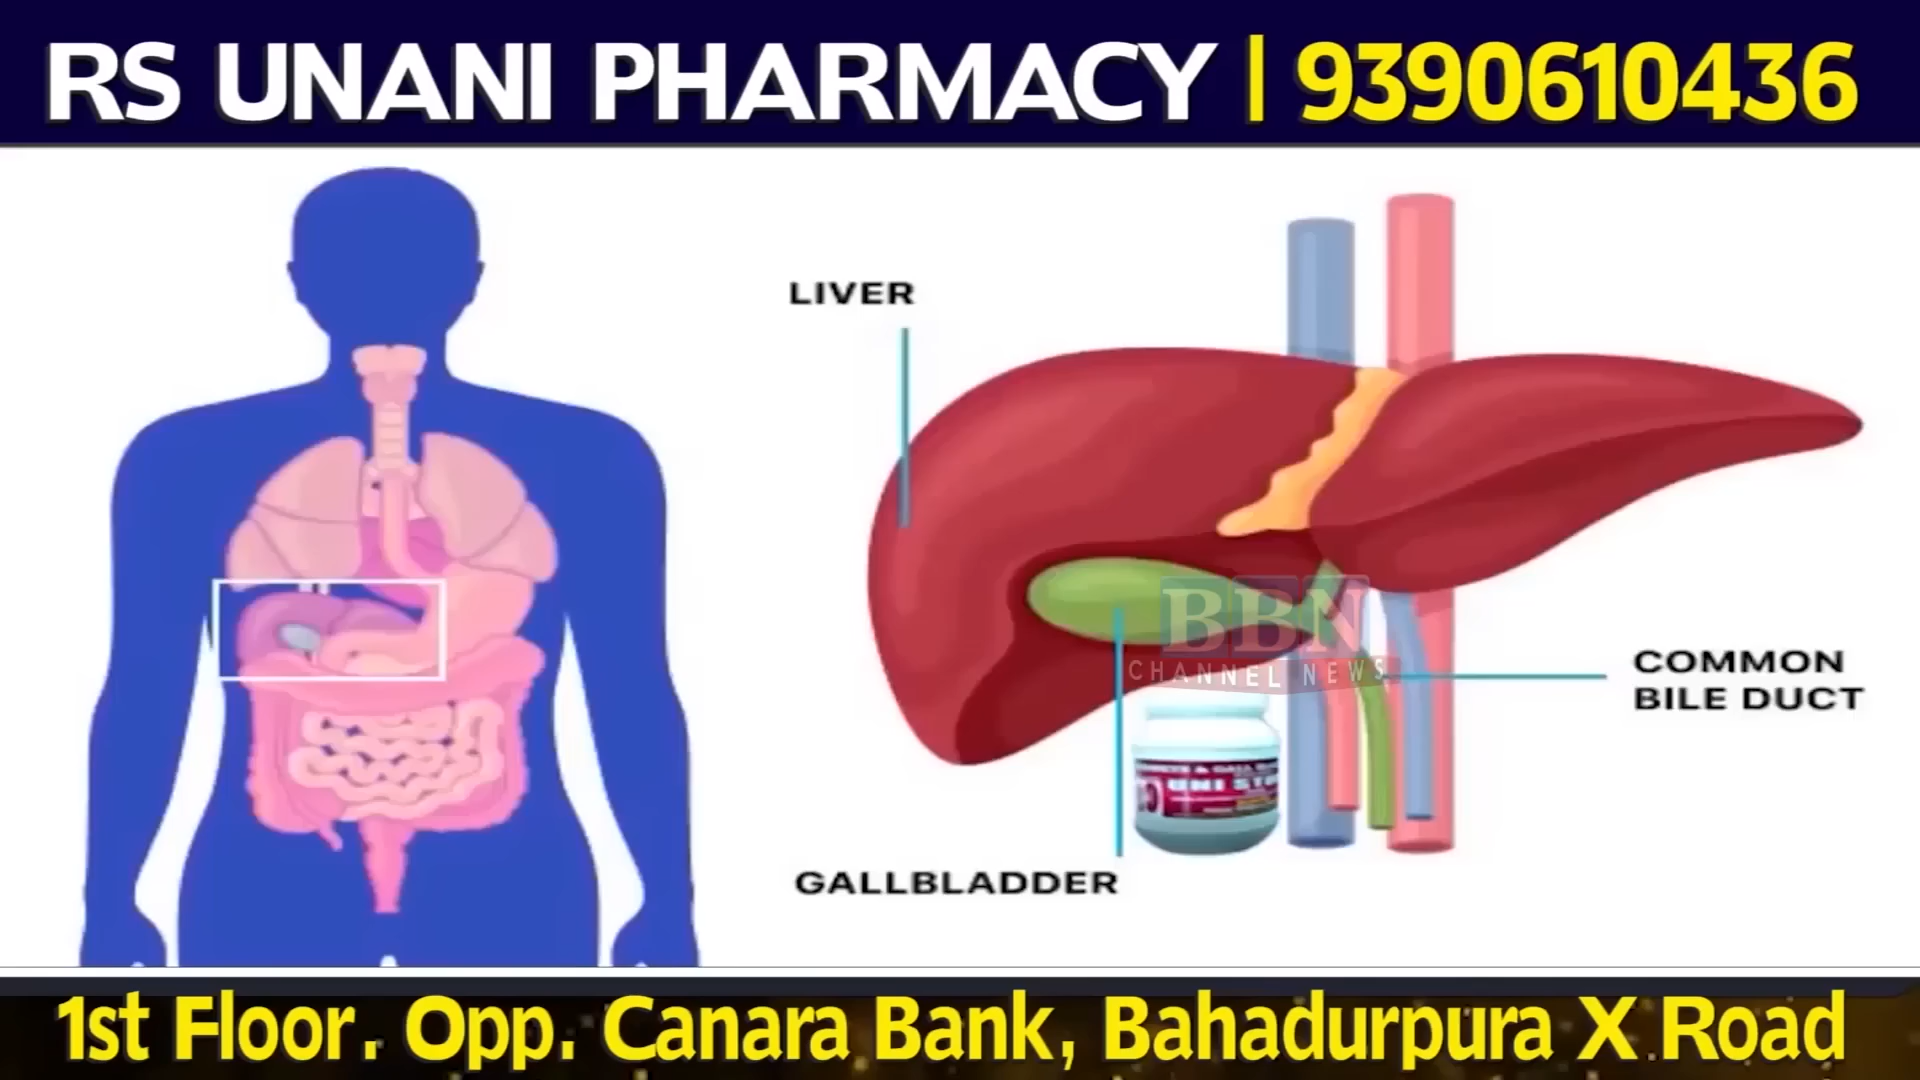 RS UNANI PHARMACY | 9390610436
LIVER
BBN
CHANNEL NEWS
COMMON
BILE DUCT
UNI
GALLBLADDER
1st Floor. Opp. Canara Bank, Bahadurpura X Road